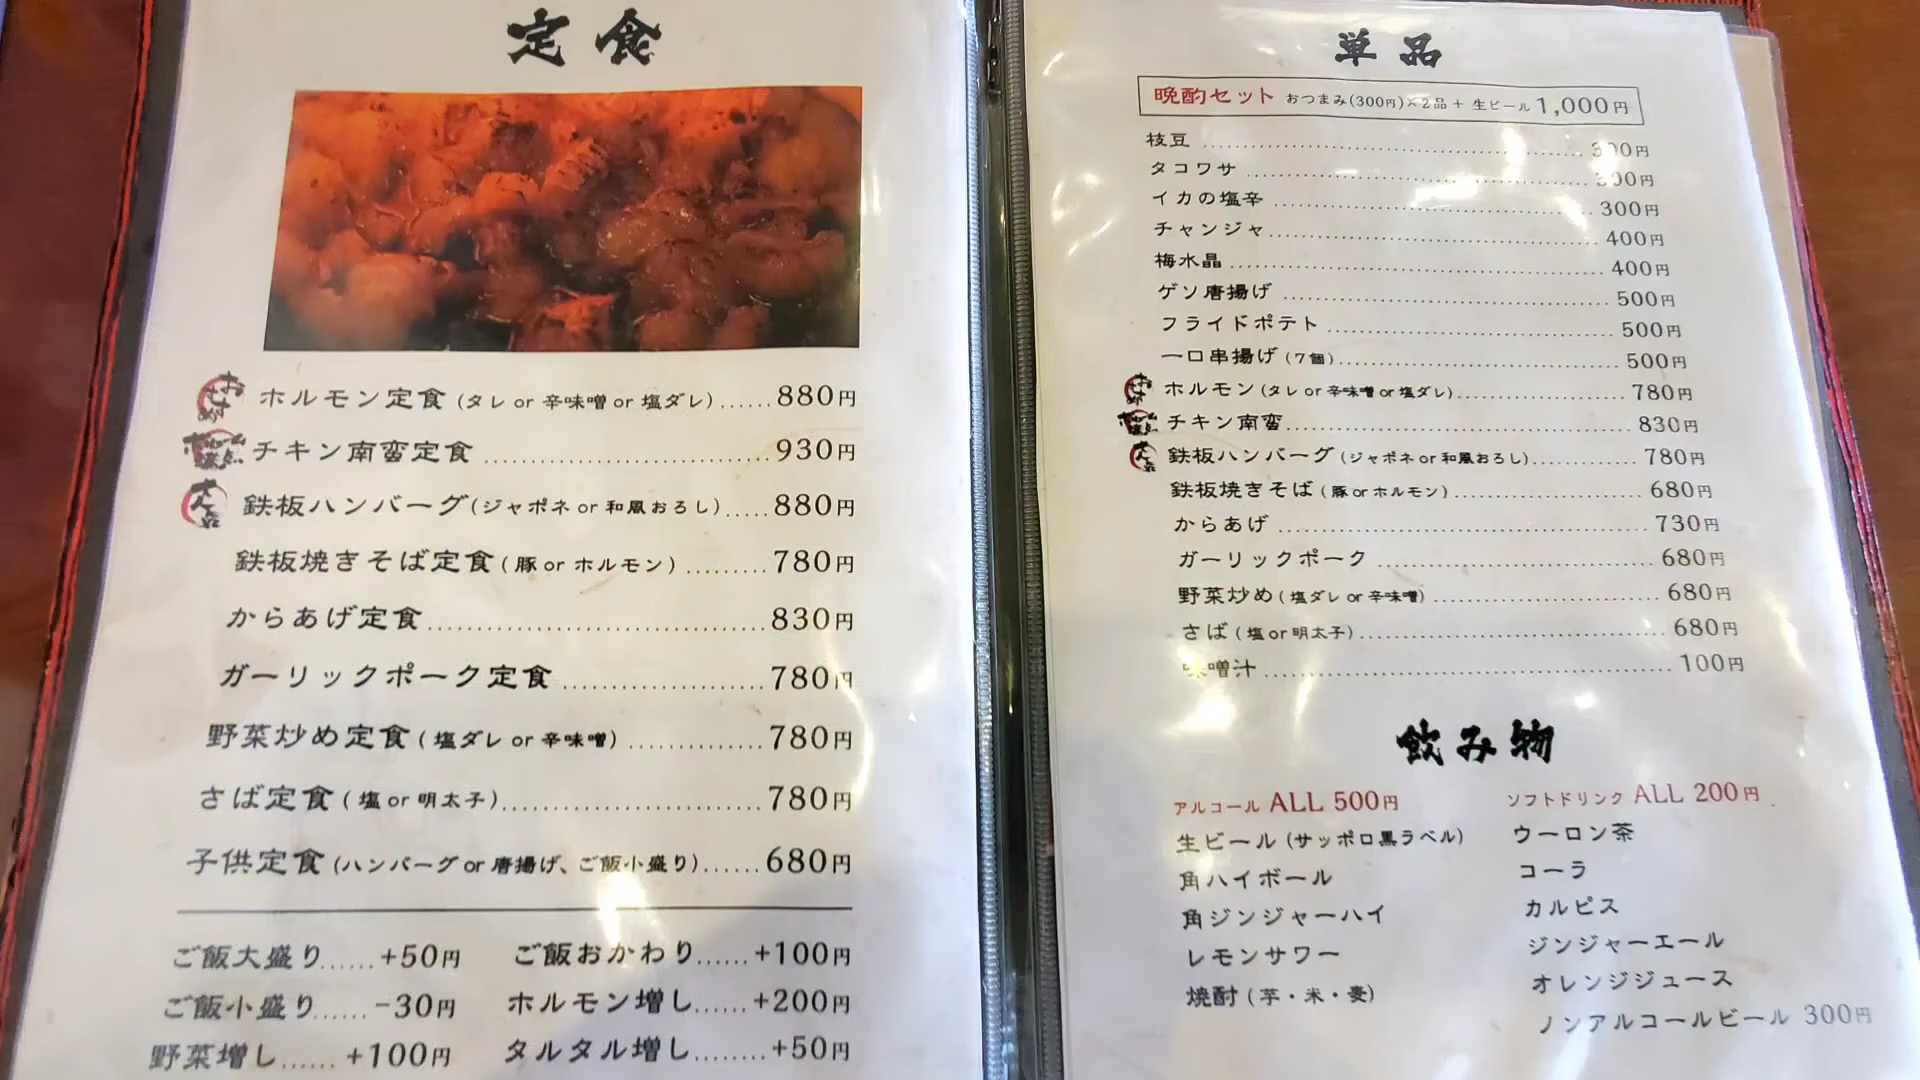 定食
おすすめ ホルモン定食 (タレ or 辛味噌 or 塩ダレ)......880円
チキン南蛮定食 ..............................930円
人気 鉄板ハンバーグ(ジャポネ or 和風おろし).....880円
鉄板焼きそば定食 (豚 or ホルモン) .........780円
からあげ定食....................................830円
ガーリックポーク定食......................780円
野菜炒め定食 (塩ダレ or 辛味噌) ...............780円
さば定食 (塩 or 明太子)............................780円
子供定食 (ハンバーグ or 唐揚げ、ご飯小盛り)......680円
ご飯大盛り......+50円
ご飯小盛り......-30円
野菜増し......+100円
ご飯おかわり......+100円
ホルモン増し......+200円
タルタル増し........+50円
単品
晩酌セット おつまみ(300円)×2品 + 生ビール 1,000円
枝豆 ........................................300円
タコワサ ........................................300円
イカの塩辛 ........................................300円
チャンジャ........................................400円
梅水晶 ........................................400円
ゲソ唐揚げ ........................................500円
フライドポテト ...................................500円
一口串揚げ (7個)...................................500円
おすすめ ホルモン (タレ or 辛味噌 or 塩ダレ)....................780円
チキン南蛮........................................830円
人気 鉄板ハンバーグ (ジャポネ or 和風おろし)..............780円
鉄板焼きそば (豚 or ホルモン) .........................680円
からあげ ..............................................730円
ガーリックポーク ...................................680円
野菜炒め (塩ダレ or 辛味噌) .............................680円
さば (塩 or 明太子)........................................680円
味噌汁 ..................................................100円
飲み物
アルコール ALL 500円
生ビール (サッポロ黒ラベル)
角ハイボール
角ジンジャーハイ
レモンサワー
焼酎 (芋・米・麦)
ソフトドリンク ALL 200円
ウーロン茶
コーラ
カルピス
ジンジャーエール
オレンジジュース
ノンアルコールビール 300円